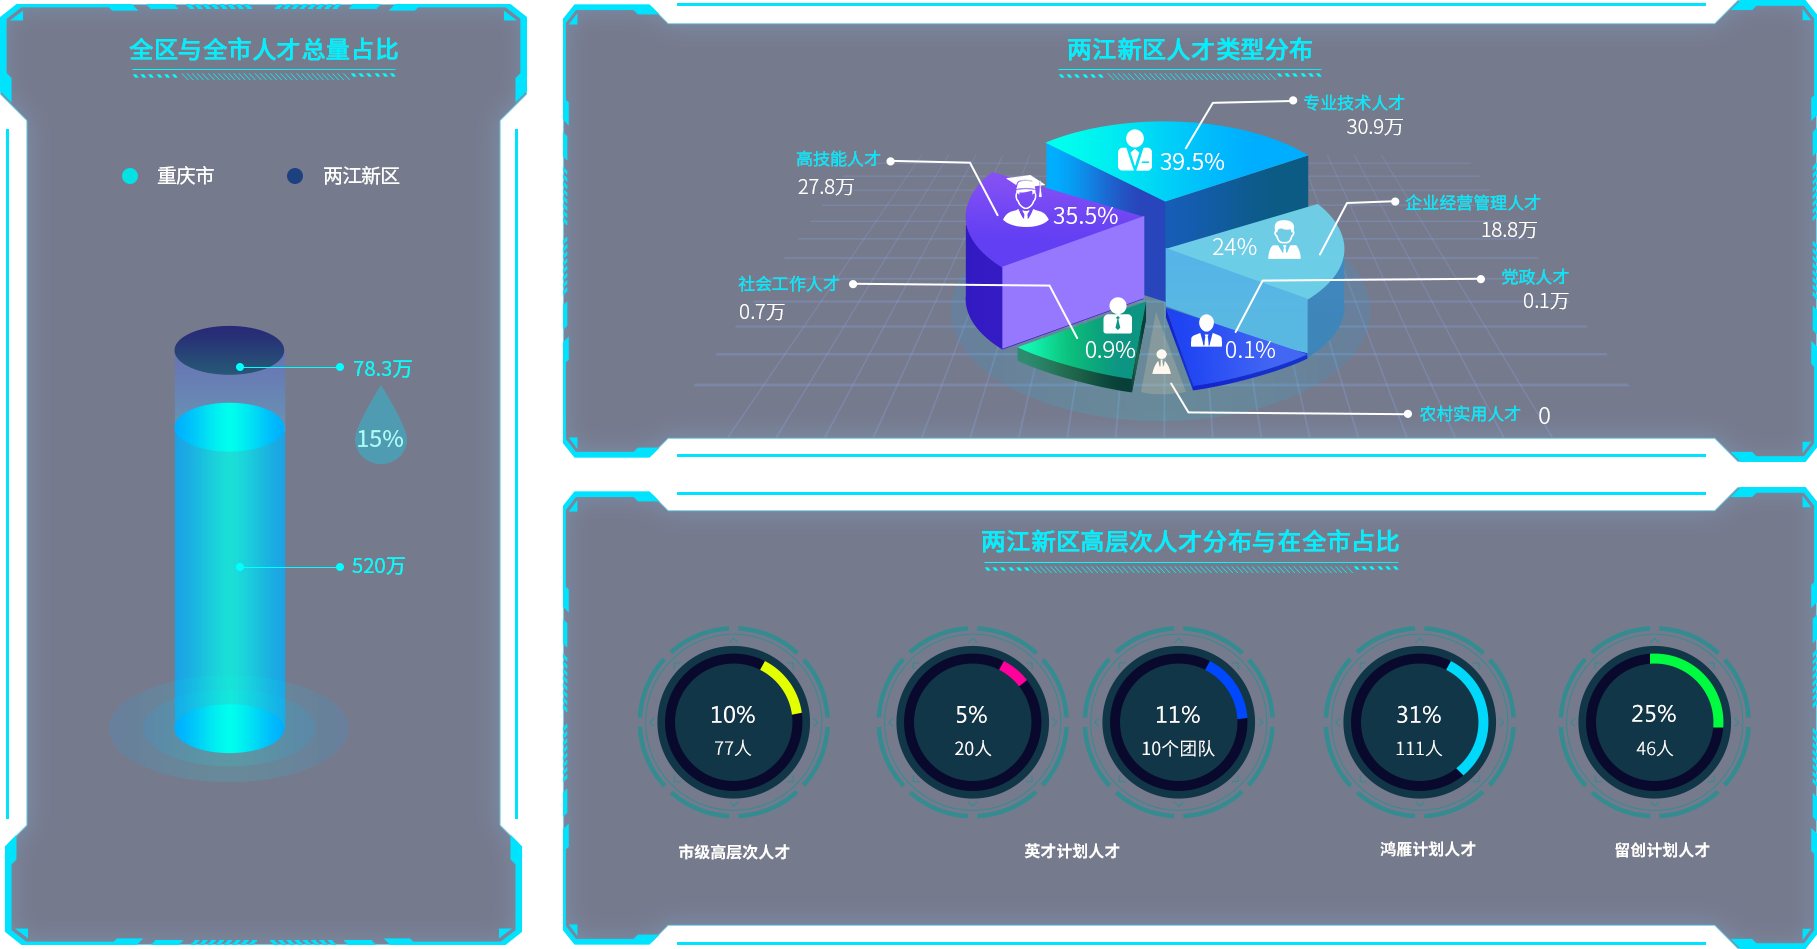 全区与全市人才总量占比
重庆市
两江新区
78.3万
15%
520万
两江新区人才类型分布
专业技术人才
30.9万
39.5%
高技能人才
27.8万
35.5%
企业经营管理人才
18.8万
24%
社会工作人才
0.7万
0.9%
党政人才
0.1万
0.1%
农村实用人才 0
两江新区高层次人才分布与在全市占比
10%
77人
5%
20人
11%
10个团队
31%
111人
25%
46人
市级高层次人才
英才计划人才
鸿雁计划人才
留创计划人才